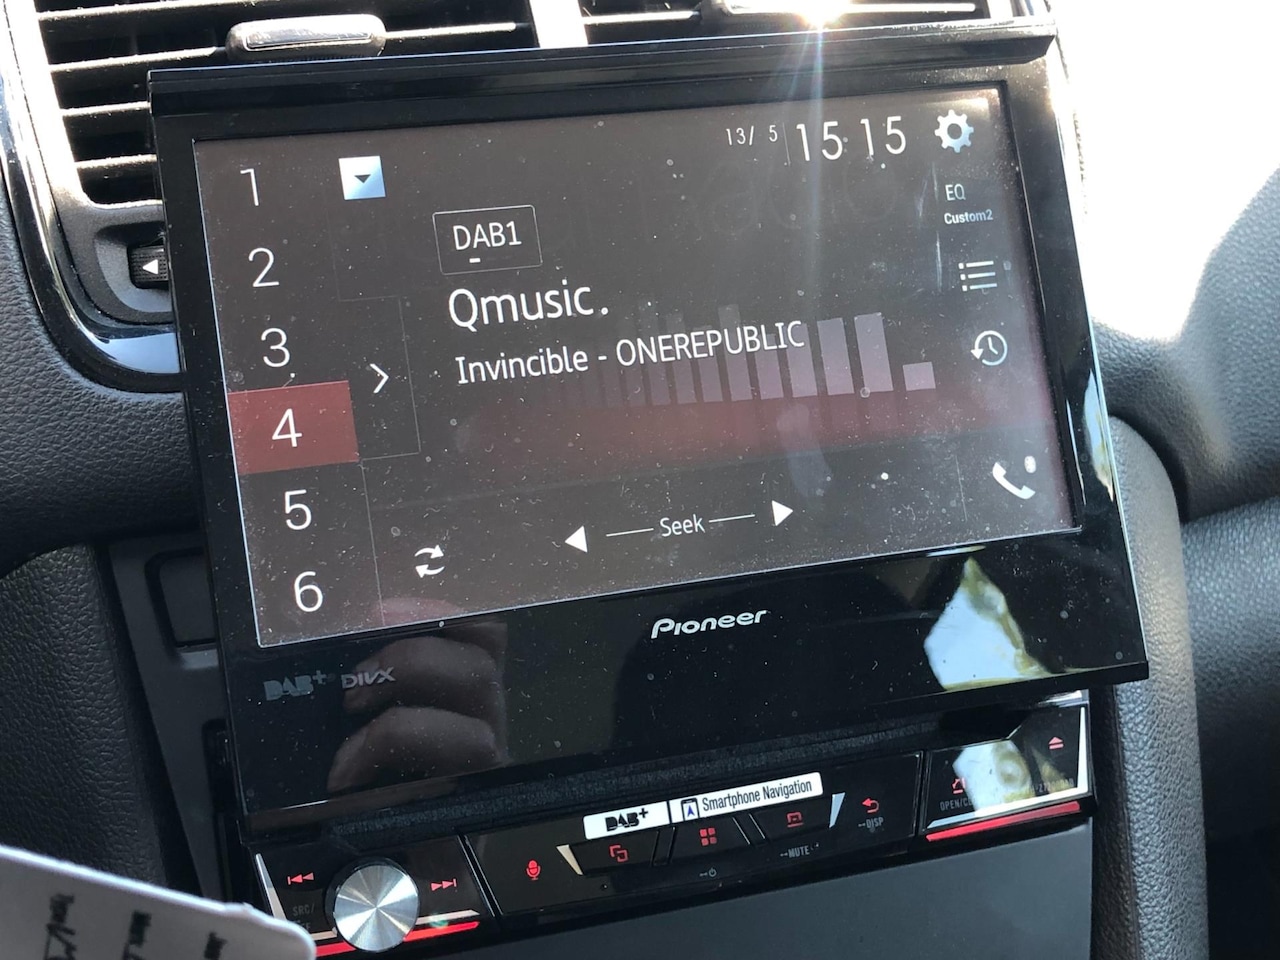 13/ 5 15 15
EQ
Custom2
1
2
3
4
5
6
DAB1
Qmusic.
Invincible - ONEREPUBLIC
Seek
Pioneer
DAB+ DIVX
DAB+ Smartphone Navigation
DISP
MUTE
SRC/